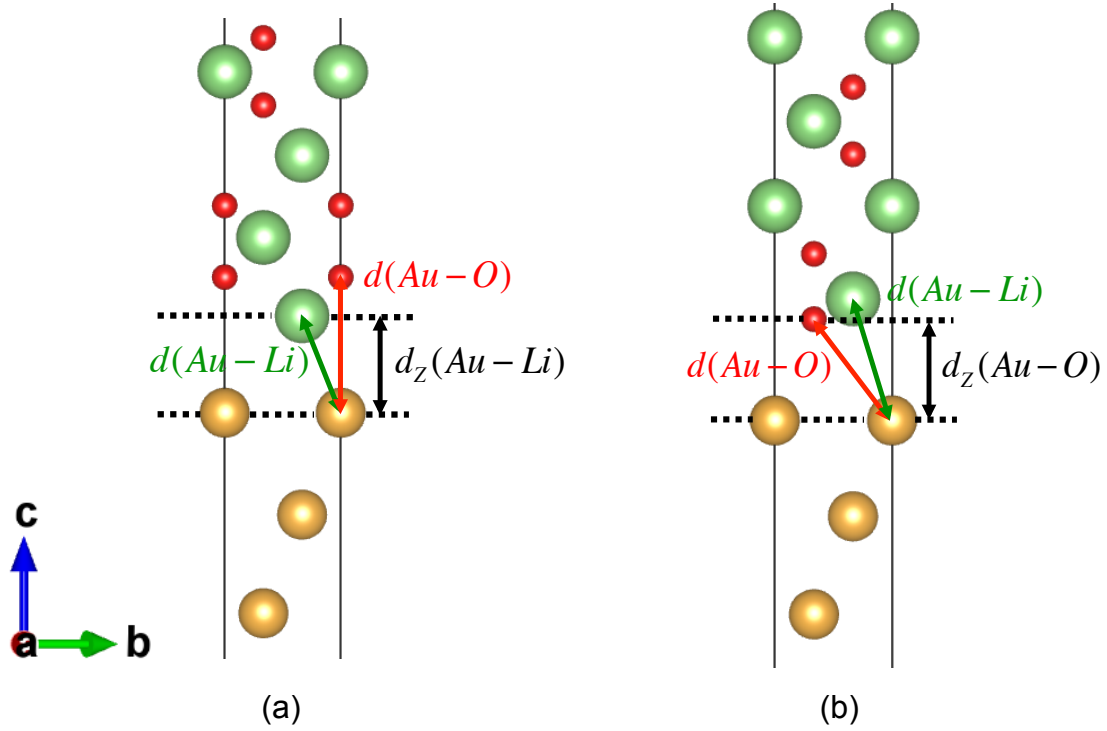 d(Au – O)
d(Au – Li)
d_Z(Au – Li)
d(Au – Li)
d(Au – O)
d_Z(Au – O)
c
a
b
(a)
(b)